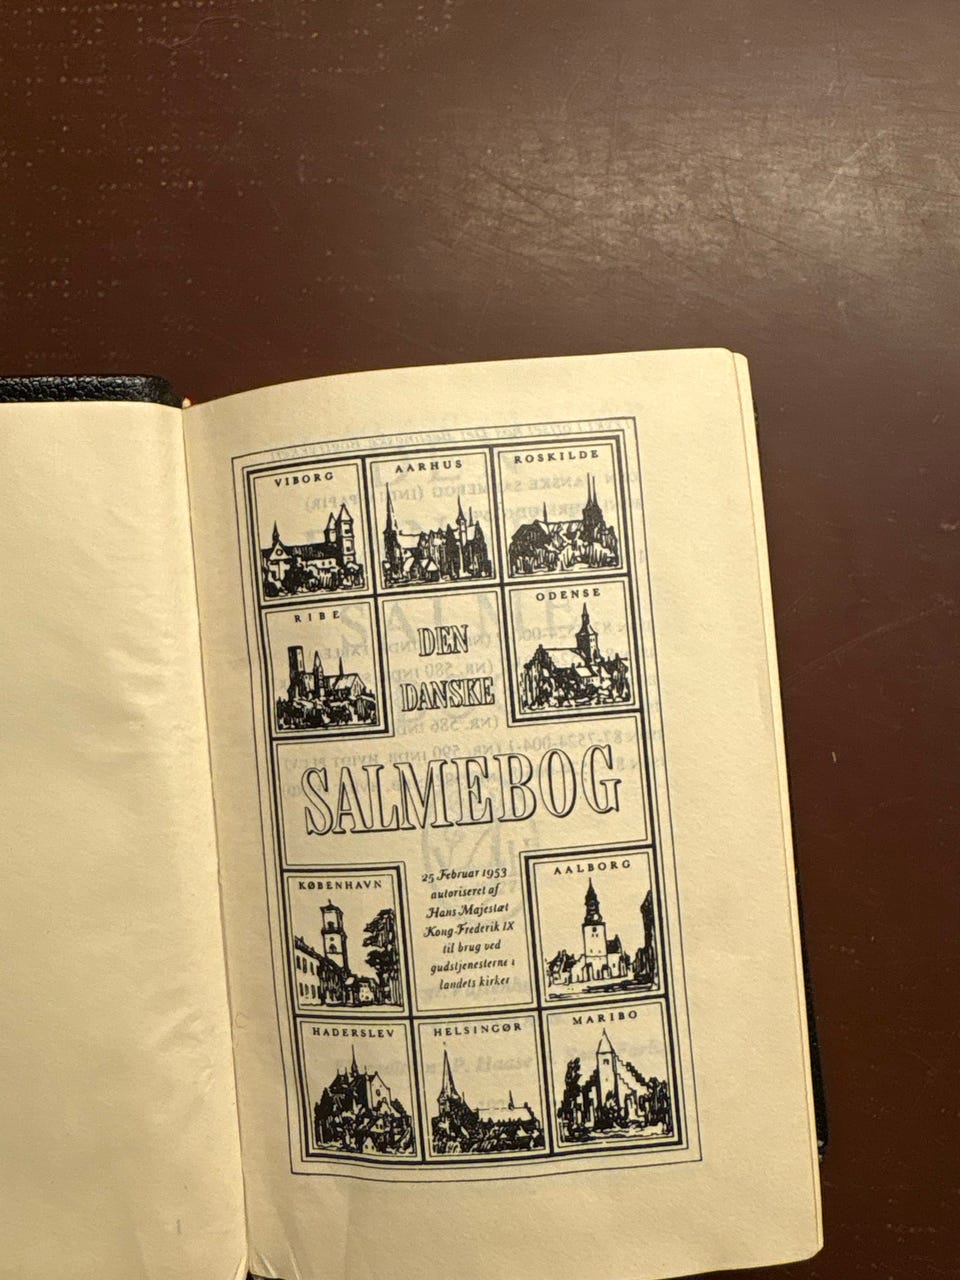 VIBORG
AARHUS
ROSKILDE
RIBE
DEN
DANSKE
ODENSE
SALMEBOG
KØBENHAVN
25 Februar 1953
autoriseret af
Hans Majestæt
Kong Frederik IX
til brug ved
gudstjenesterne i
landets kirker
AALBORG
HADERSLEV
HELSINGØR
MARIBO